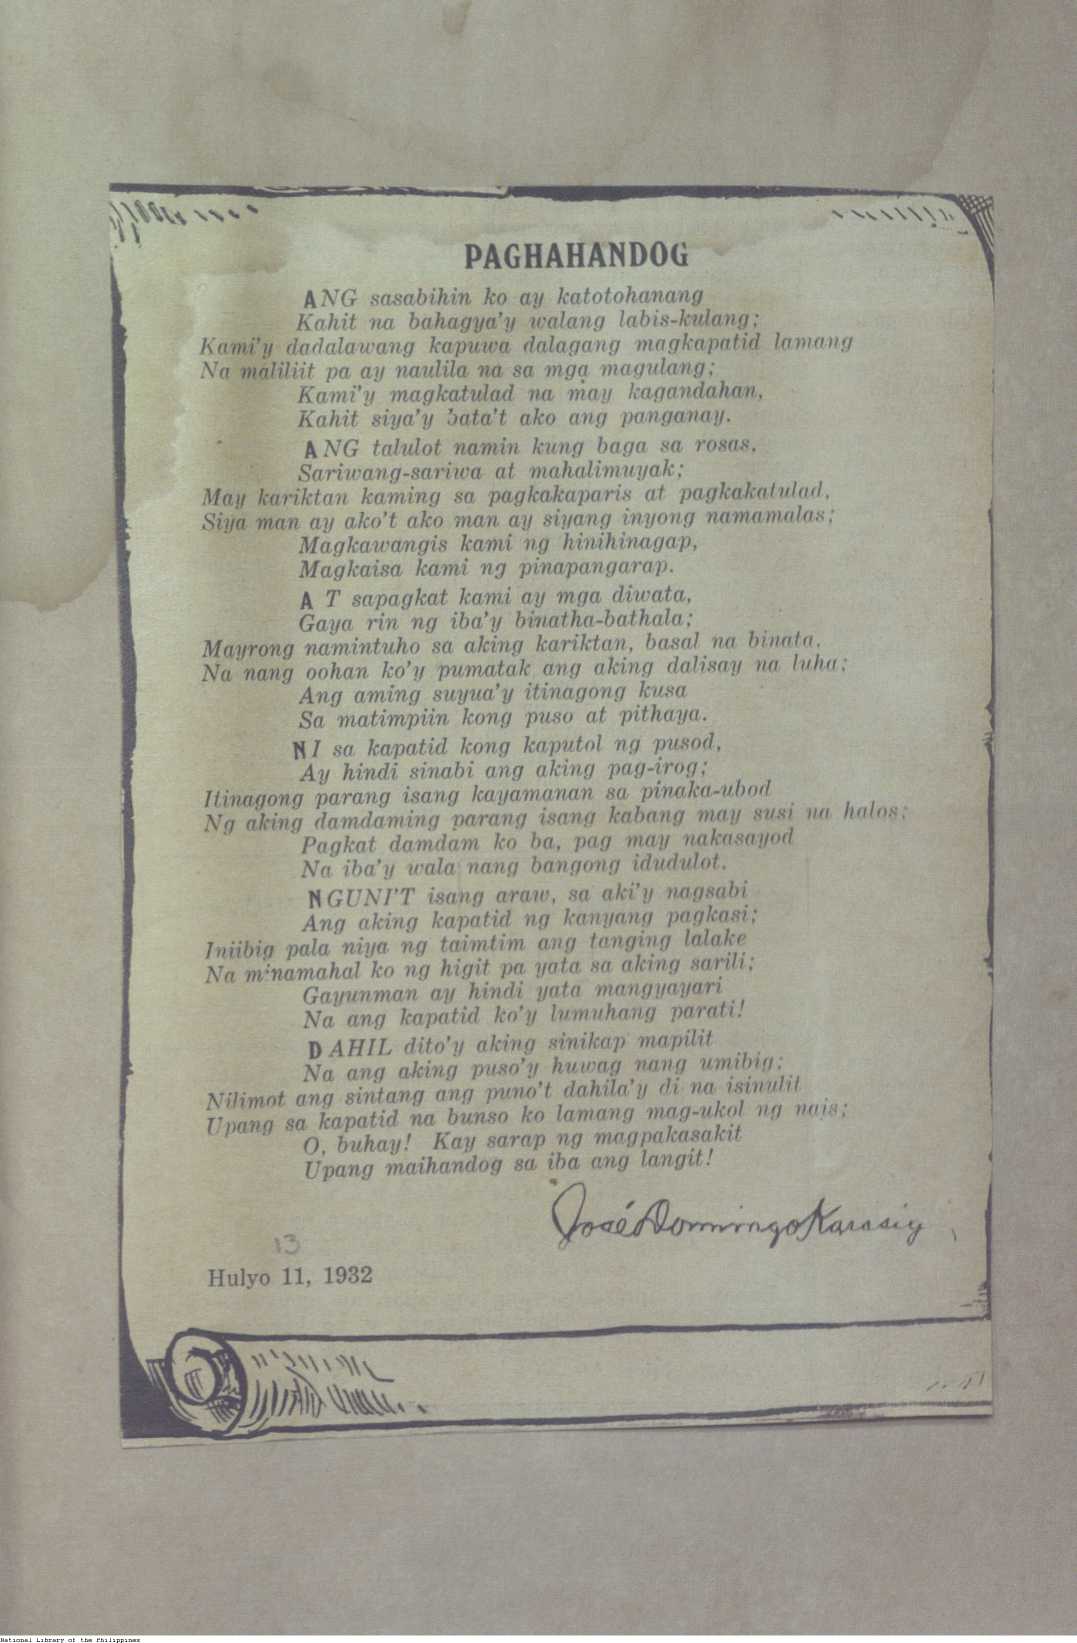 PAGHAHANDOG
ANG sasabihin ko ay katotohanang
Kahit na bahagya'y walang labis-kulang;
Kami'y dadalawang kapuwa dalagang magkapatid lamang
Na maliliit pa ay naulila na sa mga magulang;
Kami'y magkatulad na may kagandahan,
Kahit siya'y bata't ako ang panganay.
ANG talulot namin kung baga sa rosas,
Sariwang-sariwa at mahalimuyak;
May kariktan kaming sa pagkakaparis at pagkakatulad,
Siya man ay ako't ako man ay siyang inyong namamalas;
Magkawangis kami ng hinihinagap,
Magkaisa kami ng pinapangarap.
A T sapagkat kami ay mga diwata,
Gaya rin ng iba'y binatha-bathala;
Mayrong namintuho sa aking kariktan, basal na binata,
Na nang oohan ko'y pumatak ang aking dalisay na luha;
Ang aming suyua'y itinagong kusa
Sa matimpiin kong puso at pithaya.
NI sa kapatid kong kaputol ng pusod,
Ay hindi sinabi ang aking pag-irog;
Itinagong parang isang kayamanan sa pinaka-ubod
Ng aking damdaming parang isang kabang may susi na halos;
Pagkat damdam ko ba, pag may nakasayod
Na iba'y wala nang bangong idudulot.
NGUNI'T isang araw, sa aki'y nagsabi
Ang aking kapatid ng kanyang pagkasi;
Iniibig pala niya ng taimtim ang tanging lalake
Na minamahal ko ng higit pa yata sa aking sarili;
Gayunman ay hindi yata mangyayari
Na ang kapatid ko'y lumuhang parati!
DAHIL dito'y aking sinikap mapilit
Na ang aking puso'y huwag nang umibig;
Nilimot ang sintang ang puno't dahila'y di na isinulit
Upang sa kapatid na bunso ko lamang mag-ukol ng nais;
O, buhay! Kay sarap ng magpakasakit
Upang maihandog sa iba ang langit!
José Domingo Karasig
13
Hulyo 11, 1932
National Library of the Philippines